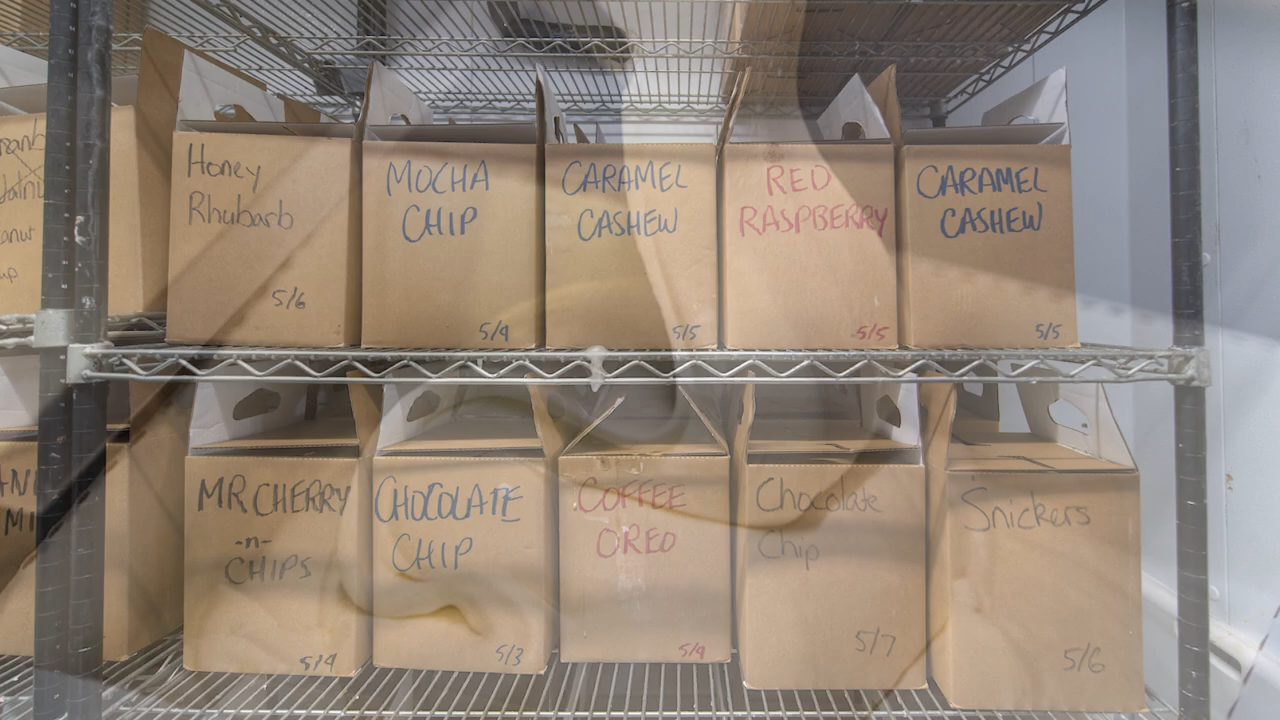 Honey
Rhubarb
5/6
MOCHA
CHIP
5/4
CARAMEL
CASHEW
5/5
RED
RASPBERRY
5/5
CARAMEL
CASHEW
5/5
MR CHERRY
-n-
CHIPS
5/4
CHOCOLATE
CHIP
5/3
COFFEE
OREO
5/4
Chocolate
Chip
5/7
Snickers
5/6